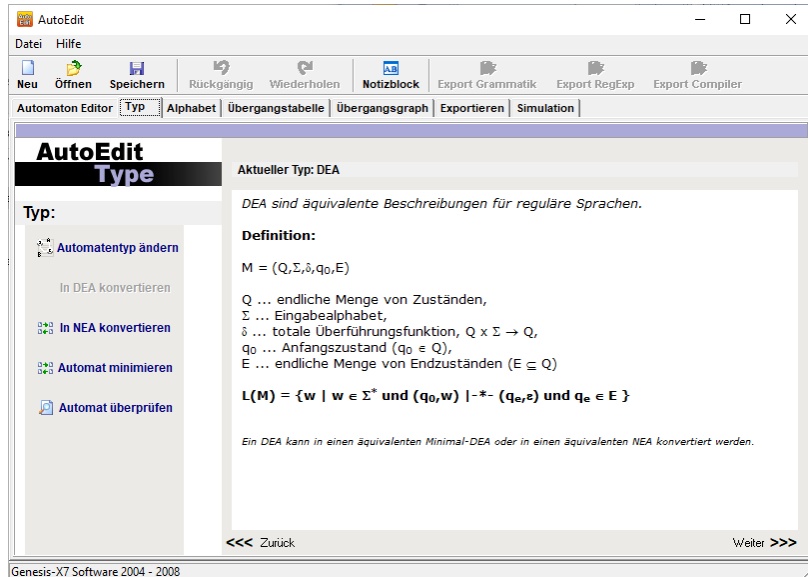 AutoEdit
Datei Hilfe
Neu Öffnen Speichern Rückgängig Wiederholen Notizblock Export Grammatik Export RegExp Export Compiler
Automaton Editor Typ Alphabet Übergangstabelle Übergangsgraph Exportieren Simulation
AutoEdit
Type
Aktueller Typ: DEA
Typ:
Automatentyp ändern
In DEA konvertieren
In NEA konvertieren
Automat minimieren
Automat überprüfen
DEA sind äquivalente Beschreibungen für reguläre Sprachen.
Definition:
M = (Q,Σ,δ,q₀,E)
Q ... endliche Menge von Zuständen,
Σ ... Eingabealphabet,
δ ... totale Überführungsfunktion, Q x Σ → Q,
q₀ ... Anfangszustand (q₀ ∊ Q),
E ... endliche Menge von Endzuständen (E ⊆ Q)
L(M) = {w | w ∊ Σ* und (q₀,w) |-*- (qₑ,ε) und qₑ ∊ E }
Ein DEA kann in einen äquivalenten Minimal-DEA oder in einen äquivalenten NEA konvertiert werden.
<<< Zurück Weiter >>>
Genesis-X7 Software 2004 - 2008